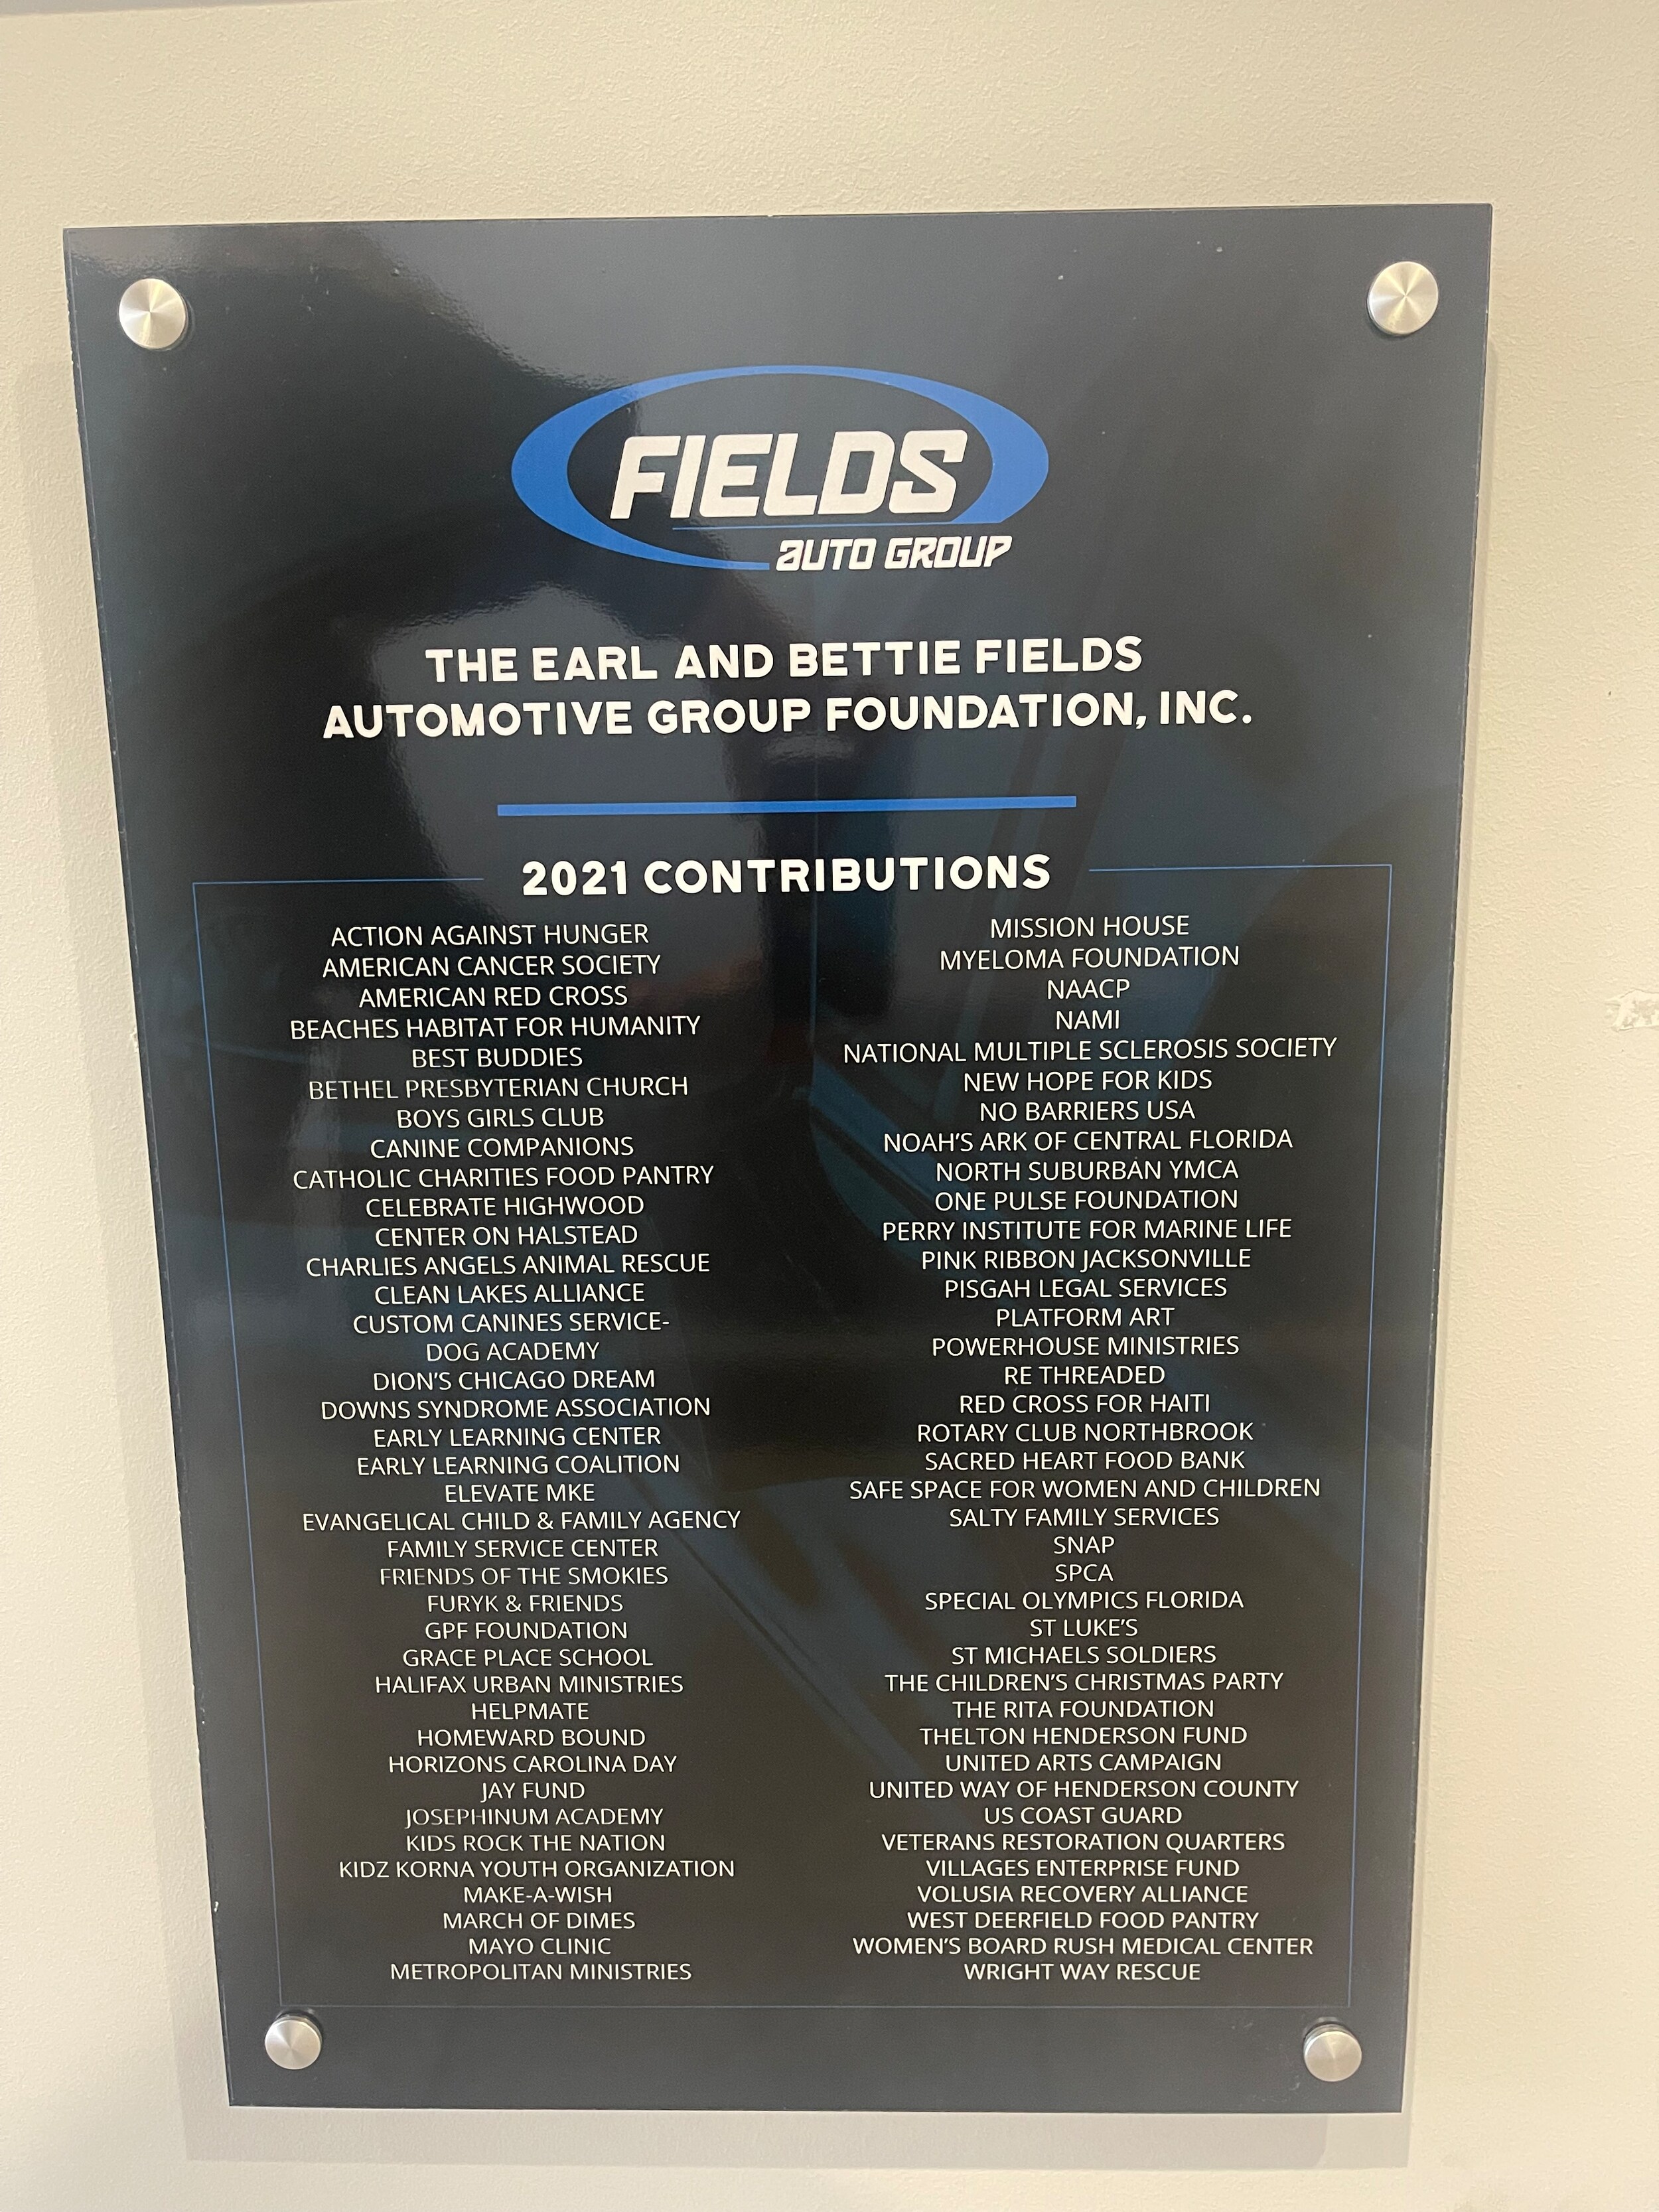 FIELDS
AUTO GROUP
THE EARL AND BETTIE FIELDS
AUTOMOTIVE GROUP FOUNDATION, INC.
2021 CONTRIBUTIONS
ACTION AGAINST HUNGER
AMERICAN CANCER SOCIETY
AMERICAN RED CROSS
BEACHES HABITAT FOR HUMANITY
BEST BUDDIES
BETHEL PRESBYTERIAN CHURCH
BOYS GIRLS CLUB
CANINE COMPANIONS
CATHOLIC CHARITIES FOOD PANTRY
CELEBRATE HIGHWOOD
CENTER ON HALSTEAD
CHARLIES ANGELS ANIMAL RESCUE
CLEAN LAKES ALLIANCE
CUSTOM CANINES SERVICE-
DOG ACADEMY
DION'S CHICAGO DREAM
DOWNS SYNDROME ASSOCIATION
EARLY LEARNING CENTER
EARLY LEARNING COALITION
ELEVATE MKE
EVANGELICAL CHILD & FAMILY AGENCY
FAMILY SERVICE CENTER
FRIENDS OF THE SMOKIES
FURYK & FRIENDS
GPF FOUNDATION
GRACE PLACE SCHOOL
HALIFAX URBAN MINISTRIES
HELPMATE
HOMEWARD BOUND
HORIZONS CAROLINA DAY
JAY FUND
JOSEPHINUM ACADEMY
KIDS ROCK THE NATION
KIDZ KORNA YOUTH ORGANIZATION
MAKE-A-WISH
MARCH OF DIMES
MAYO CLINIC
METROPOLITAN MINISTRIES
MISSION HOUSE
MYELOMA FOUNDATION
NAACP
NAMI
NATIONAL MULTIPLE SCLEROSIS SOCIETY
NEW HOPE FOR KIDS
NO BARRIERS USA
NOAH'S ARK OF CENTRAL FLORIDA
NORTH SUBURBAN YMCA
ONE PULSE FOUNDATION
PERRY INSTITUTE FOR MARINE LIFE
PINK RIBBON JACKSONVILLE
PISGAH LEGAL SERVICES
PLATFORM ART
POWERHOUSE MINISTRIES
RE THREADED
RED CROSS FOR HAITI
ROTARY CLUB NORTHBROOK
SACRED HEART FOOD BANK
SAFE SPACE FOR WOMEN AND CHILDREN
SALTY FAMILY SERVICES
SNAP
SPCA
SPECIAL OLYMPICS FLORIDA
ST LUKE'S
ST MICHAELS SOLDIERS
THE CHILDREN'S CHRISTMAS PARTY
THE RITA FOUNDATION
THELTON HENDERSON FUND
UNITED ARTS CAMPAIGN
UNITED WAY OF HENDERSON COUNTY
US COAST GUARD
VETERANS RESTORATION QUARTERS
VILLAGES ENTERPRISE FUND
VOLUSIA RECOVERY ALLIANCE
WEST DEERFIELD FOOD PANTRY
WOMEN'S BOARD RUSH MEDICAL CENTER
WRIGHT WAY RESCUE